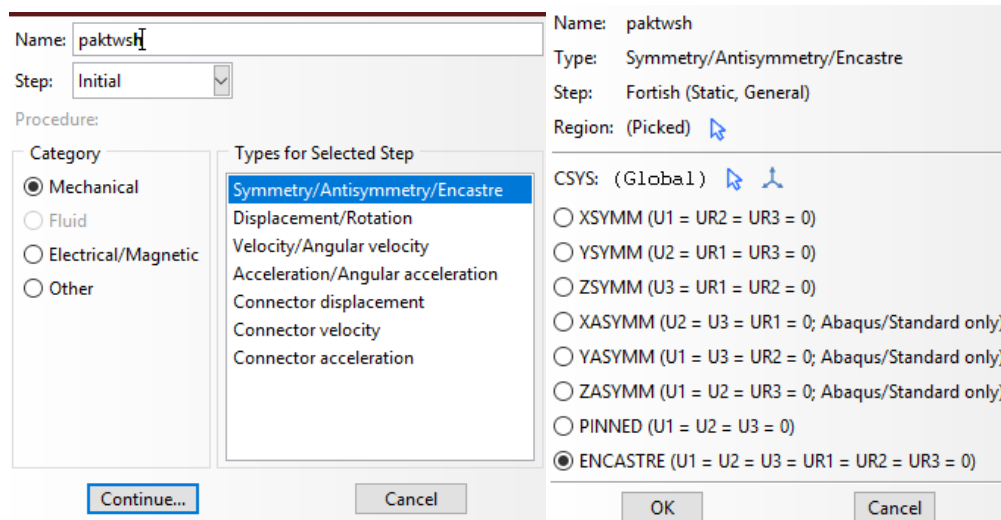 Name: paktwsh
Step: Initial
Procedure:
Category
Mechanical
Fluid
Electrical/Magnetic
Other
Types for Selected Step
Symmetry/Antisymmetry/Encastre
Displacement/Rotation
Velocity/Angular velocity
Acceleration/Angular acceleration
Connector displacement
Connector velocity
Connector acceleration
Continue...
Cancel
Name: paktwsh
Type: Symmetry/Antisymmetry/Encastre
Step: Fortish (Static, General)
Region: (Picked)
CSYS: (Global)
XSYMM (U1 = UR2 = UR3 = 0)
YSYMM (U2 = UR1 = UR3 = 0)
ZSYMM (U3 = UR1 = UR2 = 0)
XASYMM (U2 = U3 = UR1 = 0; Abaqus/Standard only)
YASYMM (U1 = U3 = UR2 = 0; Abaqus/Standard only)
ZASYMM (U1 = U2 = UR3 = 0; Abaqus/Standard only)
PINNED (U1 = U2 = U3 = 0)
ENCASTRE (U1 = U2 = U3 = UR1 = UR2 = UR3 = 0)
OK
Cancel